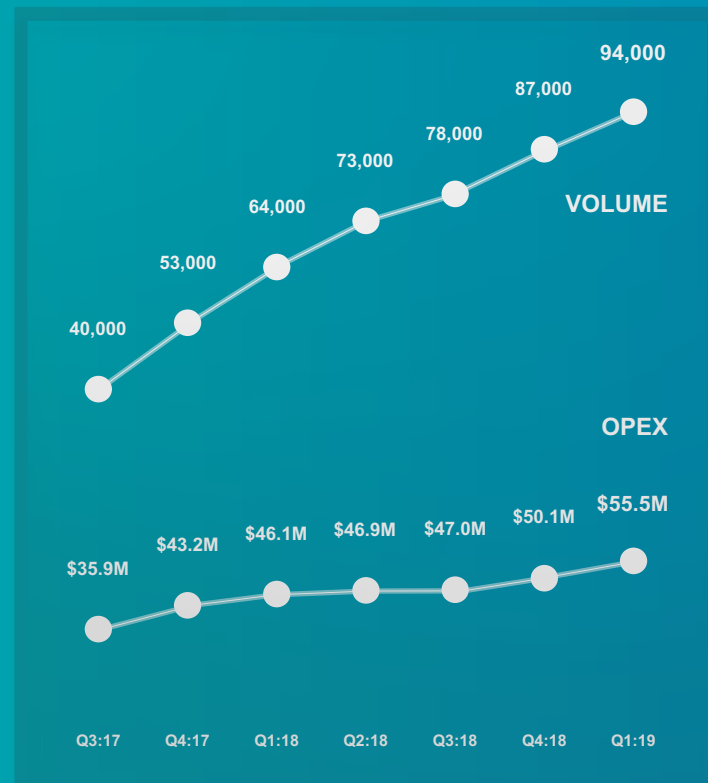 94,000
87,000
78,000
73,000
64,000
53,000
40,000
VOLUME
OPEX
$55.5M
$50.1M
$47.0M
$46.9M
$46.1M
$43.2M
$35.9M
Q3:17 Q4:17 Q1:18 Q2:18 Q3:18 Q4:18 Q1:19